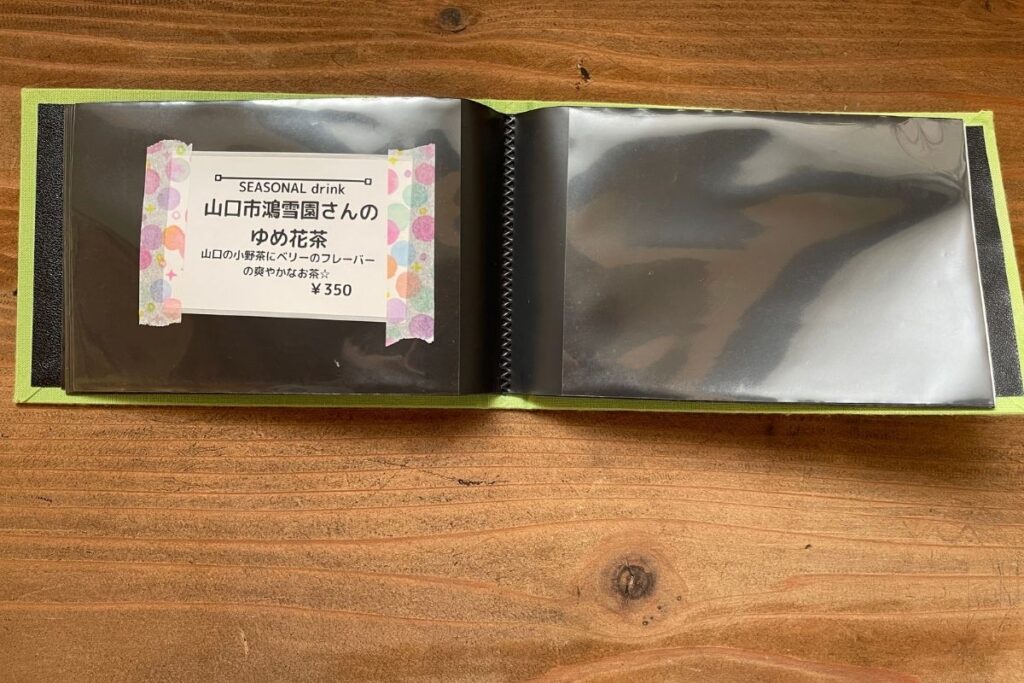 SEASONAL drink
山口市鴻雪園さんの
ゆめ花茶
山口の小野茶にベリーのフレーバー
の爽やかなお茶☆
￥350